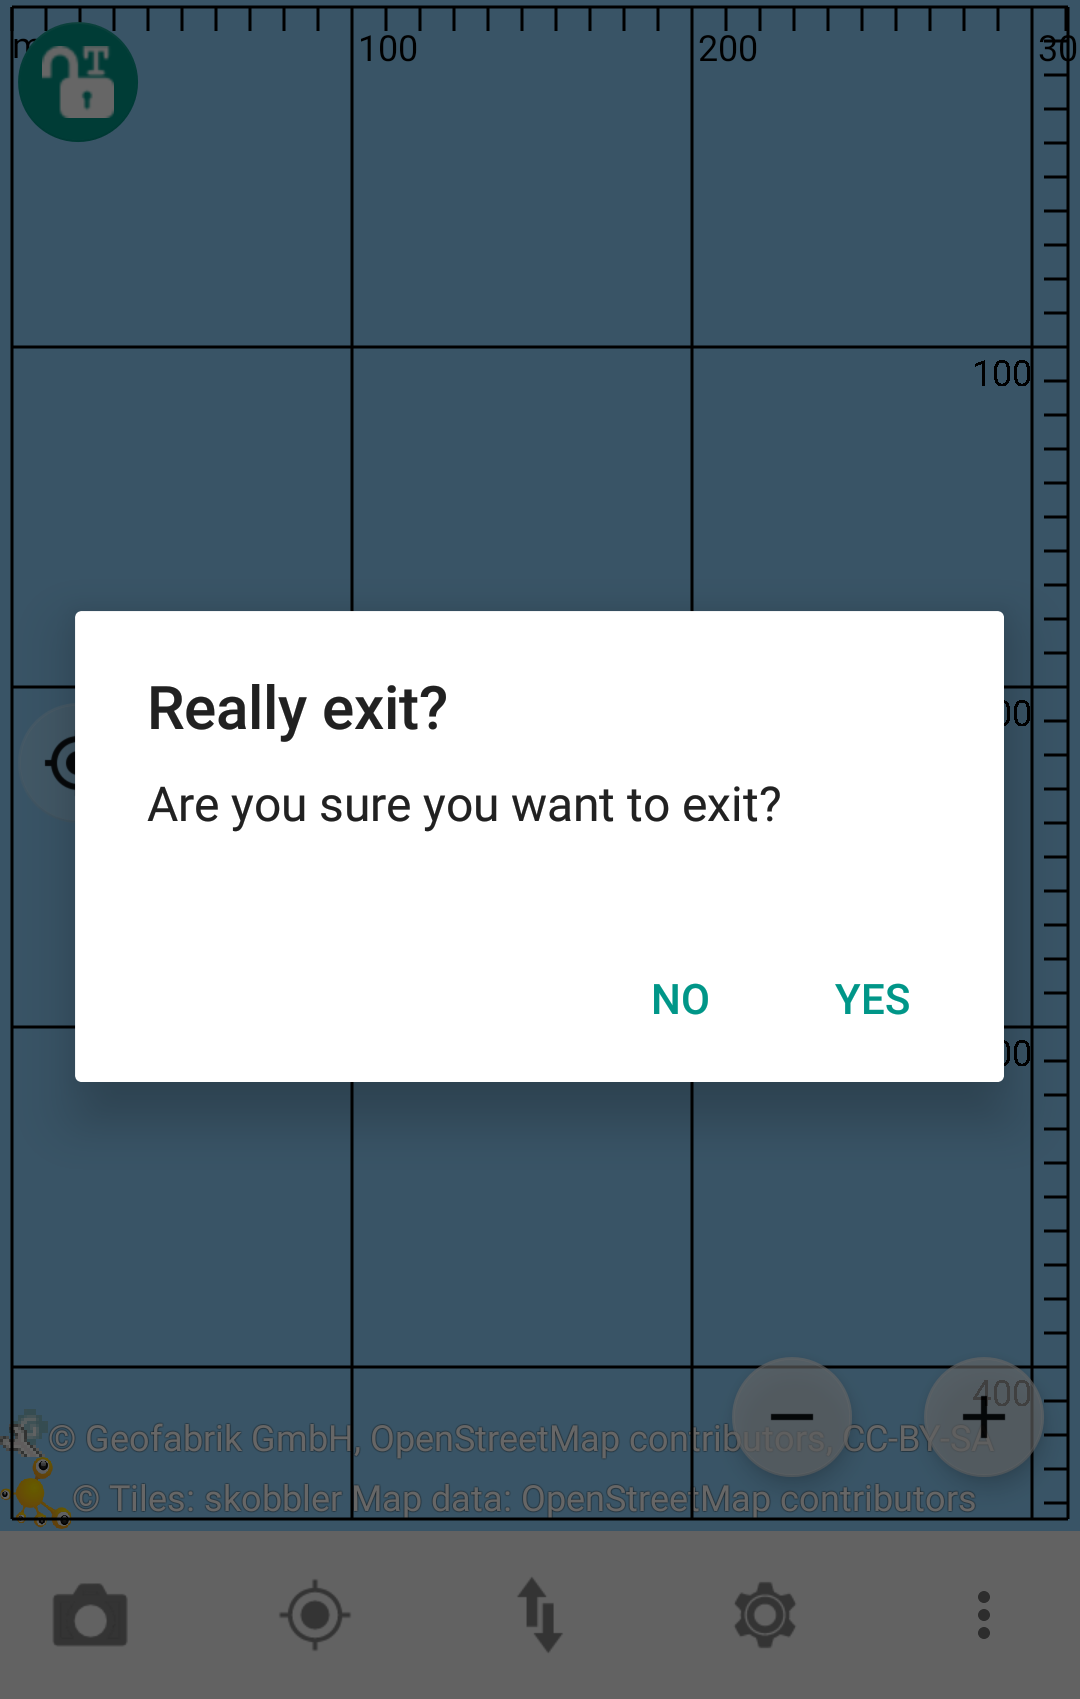 m 100 200 30
T
100
Really exit?
00
Are you sure you want to exit?
NO YES
00
400
© Geofabrik GmbH, OpenStreetMap contributors, CC-BY-SA
© Tiles: skobbler Map data: OpenStreetMap contributors